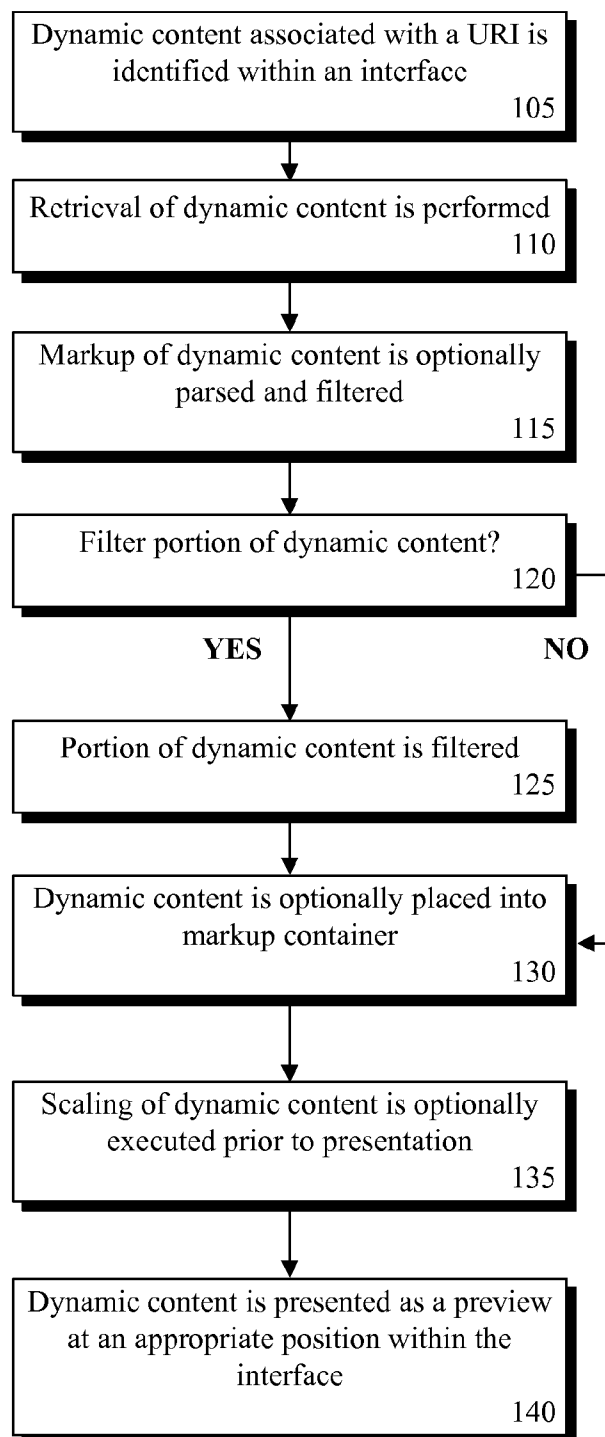 Dynamic content associated with a URI is
identified within an interface
105
Retrieval of dynamic content is performed
110
Markup of dynamic content is optionally
parsed and filtered
115
Filter portion of dynamic content?
120
YES
NO
Portion of dynamic content is filtered
125
Dynamic content is optionally placed into
markup container
130
Scaling of dynamic content is optionally
executed prior to presentation
135
Dynamic content is presented as a preview
at an appropriate position within the
interface
140